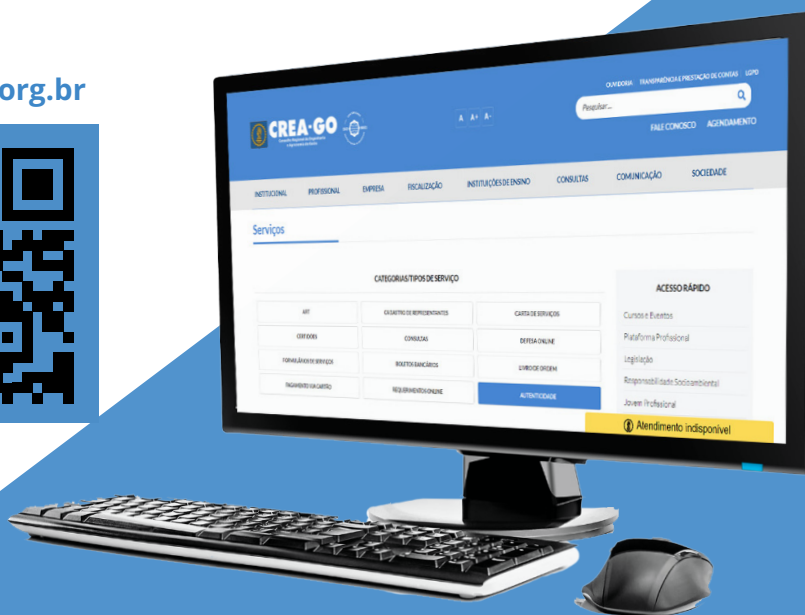 org.br
OUVIDORIA TRANSPARÊNCIA E PRESTAÇÃO DE CONTAS LGPD
Pesquisar...
CREA-GO
A A+ A-
FALE CONOSCO AGENDAMENTO
INSTITUCIONAL PROFISSIONAL EMPRESA FISCALIZAÇÃO INSTITUIÇÕES DE ENSINO CONSULTAS COMUNICAÇÃO SOCIEDADE
Serviços
CATEGORIAS/TIPOS DE SERVIÇO
ACESSO RÁPIDO
ART CADASTRO DE REPRESENTANTES CARTA DE SERVIÇOS
Cursos e Eventos
CERTIDÕES CONSULTAS DEFESA ONLINE
Plataforma Profissional
FORMULÁRIOS DE SERVIÇOS BOLETOS BANCÁRIOS LIVRO DE ORDEM
Legislação
PAGAMENTO VIA CARTÃO REQUERIMENTOS ONLINE AUTENTICIDADE
Responsabilidade Socioambiental
Jovem Profissional
Atendimento indisponível